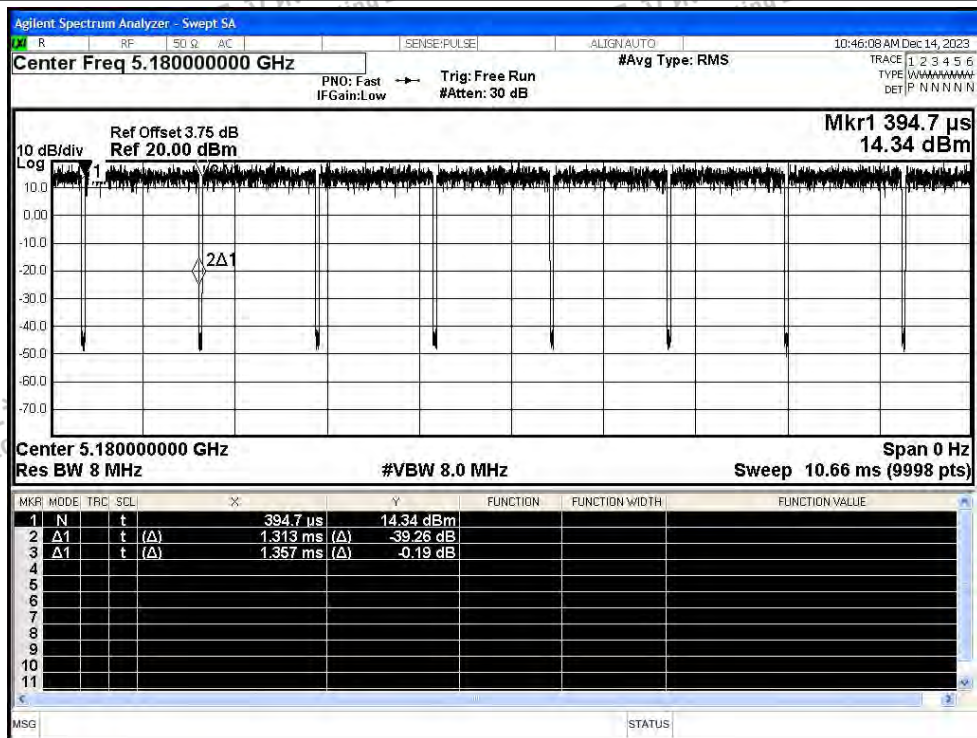 Agilent Spectrum Analyzer - Swept SA
R RF 50 Ω AC SENSE:PULSE ALIGN AUTO 10:46:08 AM Dec 14, 2023
Center Freq 5.180000000 GHz #Avg Type: RMS TRACE 1 2 3 4 5 6
PNO: Fast Trig: Free Run TYPE
IFGain:Low #Atten: 30 dB DET P N N N N N
Mkr1 394.7 µs
Ref Offset 3.75 dB
10 dB/div Ref 20.00 dBm 14.34 dBm
Log
1
10.0
0.00
-10.0
2Δ1
-20.0
-30.0
-40.0
-50.0
-60.0
-70.0
Center 5.180000000 GHz Span 0 Hz
Res BW 8 MHz #VBW 8.0 MHz Sweep 10.66 ms (9998 pts)
MKR MODE TRC SCL X Y FUNCTION FUNCTION WIDTH FUNCTION VALUE
1 N t 394.7 µs 14.34 dBm
2 Δ1 t (Δ) 1.313 ms (Δ) -39.26 dB
3 Δ1 t (Δ) 1.357 ms (Δ) -0.19 dB
4
5
6
7
8
9
10
11
MSG STATUS